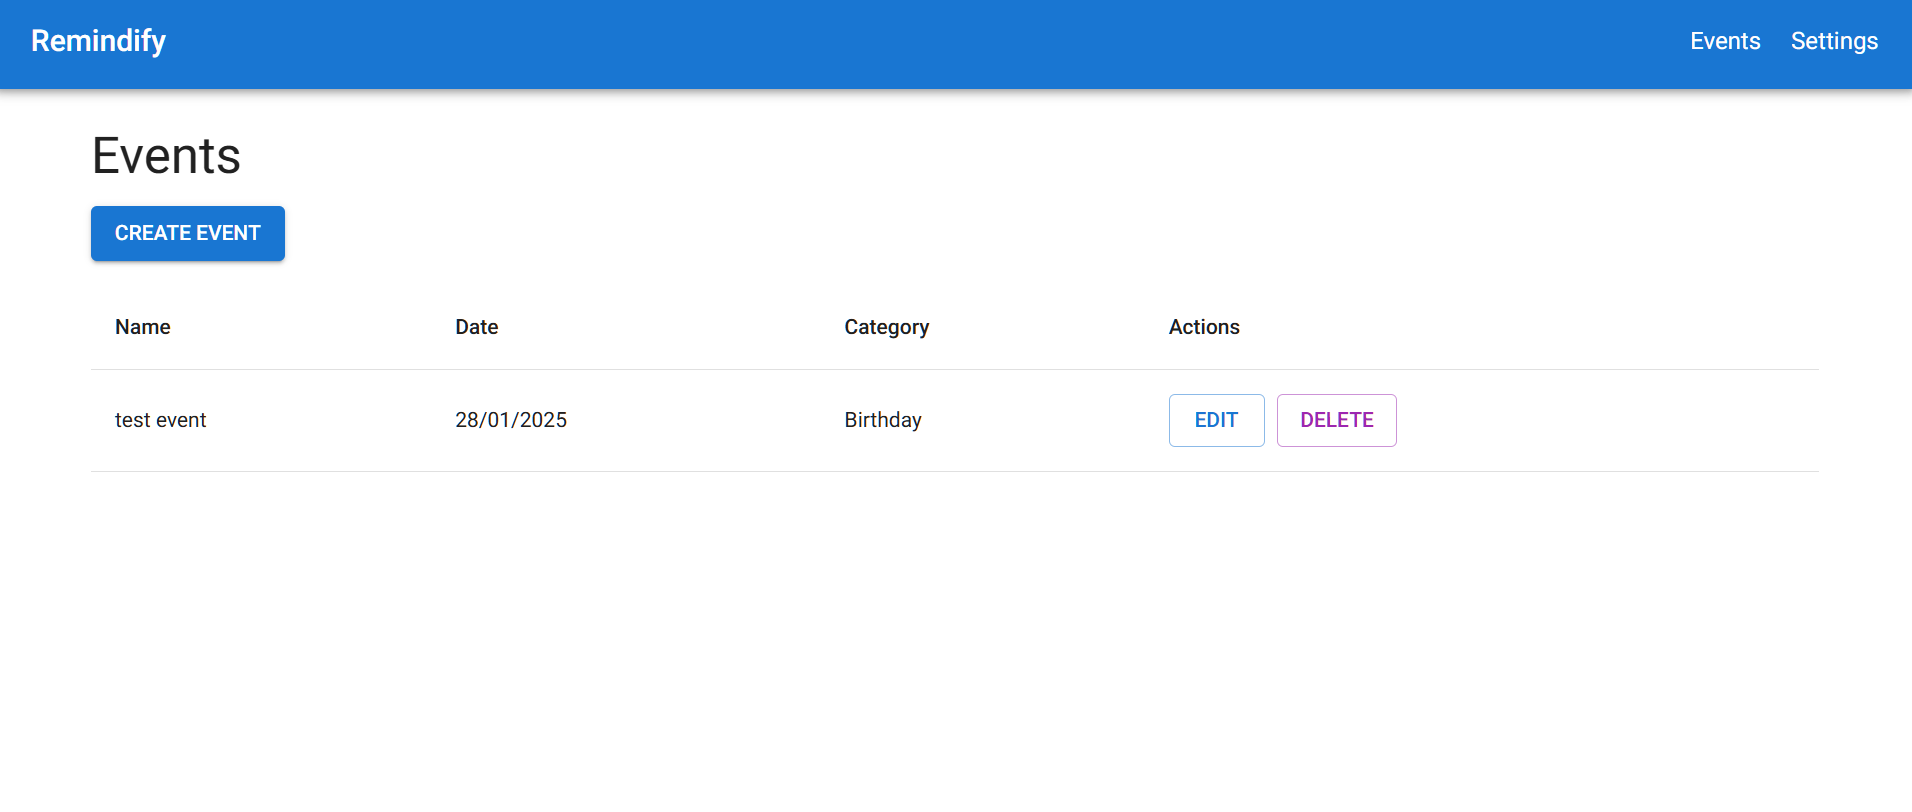 Remindify Events Settings
Events
CREATE EVENT
Name Date Category Actions
test event 28/01/2025 Birthday EDIT DELETE